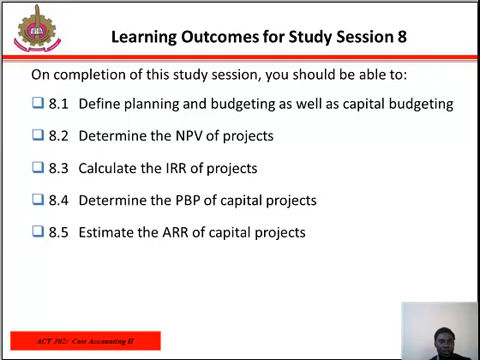 Learning Outcomes for Study Session 8
On completion of this study session, you should be able to:
8.1 Define planning and budgeting as well as capital budgeting
8.2 Determine the NPV of projects
8.3 Calculate the IRR of projects
8.4 Determine the PBP of capital projects
8.5 Estimate the ARR of capital projects
ACT 302: Cost Accounting II